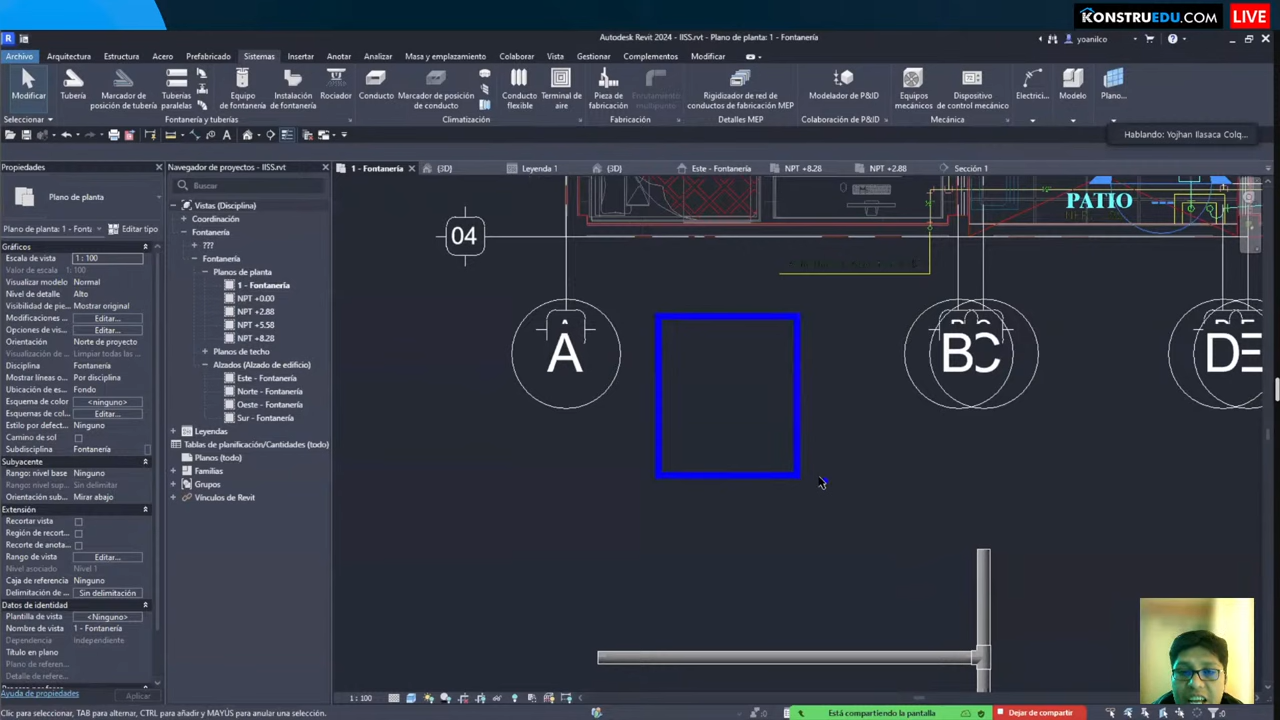 KONSTRUEDU.COM LIVE
Autodesk Revit 2024 - IISS.rvt - Plano de planta: 1 - Fontanería
yoanilco
Archivo Arquitectura Estructura Acero Prefabricado Sistemas Insertar Anotar Analizar Masa y emplazamiento Colaborar Vista Gestionar Complementos Modificar
Modificar Tubería Marcador de posición de tubería Tuberías paralelas Equipo de fontanería Instalación de fontanería Rociador Conducto Marcador de posición de conducto Conducto flexible Terminal de aire Pieza de fabricación Rigidizador de red de conductos de fabricación MEP Modelador de P&ID Equipos mecánicos Dispositivo de control mecánico Electrici... Modelo Plano...
Seleccionar Fontanería y tuberías Climatización Fabricación Detalles MEP Colaboración de P&ID Mecánica
Hablando: Yojhan Ilasaca Colq...
Propiedades
Navegador de proyectos - IISS.rvt
1 - Fontanería (3D) Leyenda 1 (3D) Este - Fontanería NPT +8.28 NPT +2.88 Sección 1
Plano de planta
Plano de planta: 1 - Fonta Editar tipo
Gráficos
Escala de vista 1 : 100
Valor de escala 1: 100
Visualizar modelo Normal
Nivel de detalle Alto
Visibilidad de pie... Mostrar original
Modificaciones ... Editar...
Opciones de vis... Editar...
Orientación Norte de proyecto
Visualización de ... Limpiar todas las ...
Disciplina Fontanería
Mostrar líneas o... Por disciplina
Ubicación de es... Fondo
Esquema de color <ninguno>
Esquemas de col... Editar...
Estilo por defect... Ninguno
Camino de sol
Subdisciplina Fontanería
Subyacente
Rango: nivel base Ninguno
Rango: nivel sup... Sin delimitar
Orientación sub... Mirar abajo
Extensión
Recortar vista
Región de recort...
Recorte de anota...
Rango de vista Editar...
Nivel asociado Nivel 1
Caja de referencia Ninguno
Delimitación de ... Sin delimitación
Datos de identidad
Plantilla de vista <Ninguno>
Nombre de vista 1 - Fontanería
Dependencia Independiente
Título en plano
Plano de referen...
Detalle de refere...
Ayuda de propiedades Aplicar
Buscar
Vistas (Disciplina)
Coordinación
Fontanería
???
Fontanería
Planos de planta
1 - Fontanería
NPT +0.00
NPT +2.88
NPT +5.58
NPT +8.28
Planos de techo
Alzados (Alzado de edificio)
Este - Fontanería
Norte - Fontanería
Oeste - Fontanería
Sur - Fontanería
Leyendas
Tablas de planificación/Cantidades (todo)
Planos (todo)
Familias
Grupos
Vínculos de Revit
04
PATIO
A BC DE
1 : 100
Clic para seleccionar, TAB para alternar, CTRL para añadir y MAYÚS para anular una selección.
Está compartiendo la pantalla
Dejar de compartir